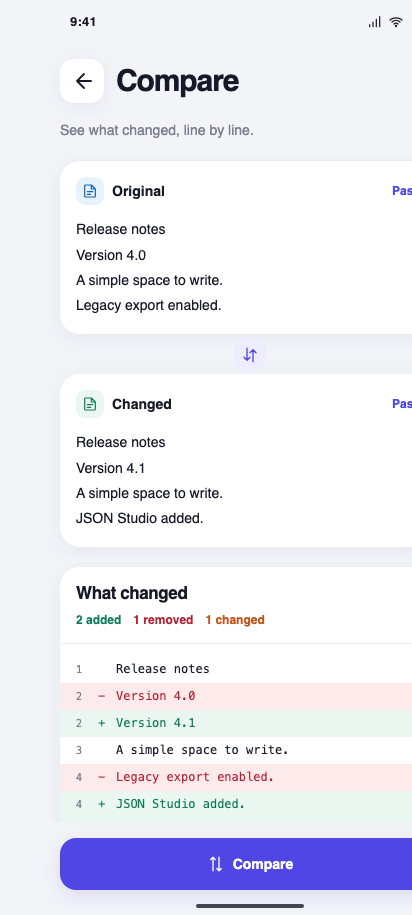 9:41
Compare
See what changed, line by line.
Original
Pas
Release notes
Version 4.0
A simple space to write.
Legacy export enabled.
Changed
Pas
Release notes
Version 4.1
A simple space to write.
JSON Studio added.
What changed
2 added 1 removed 1 changed
1 Release notes
2 − Version 4.0
2 + Version 4.1
3 A simple space to write.
4 − Legacy export enabled.
4 + JSON Studio added.
Compare